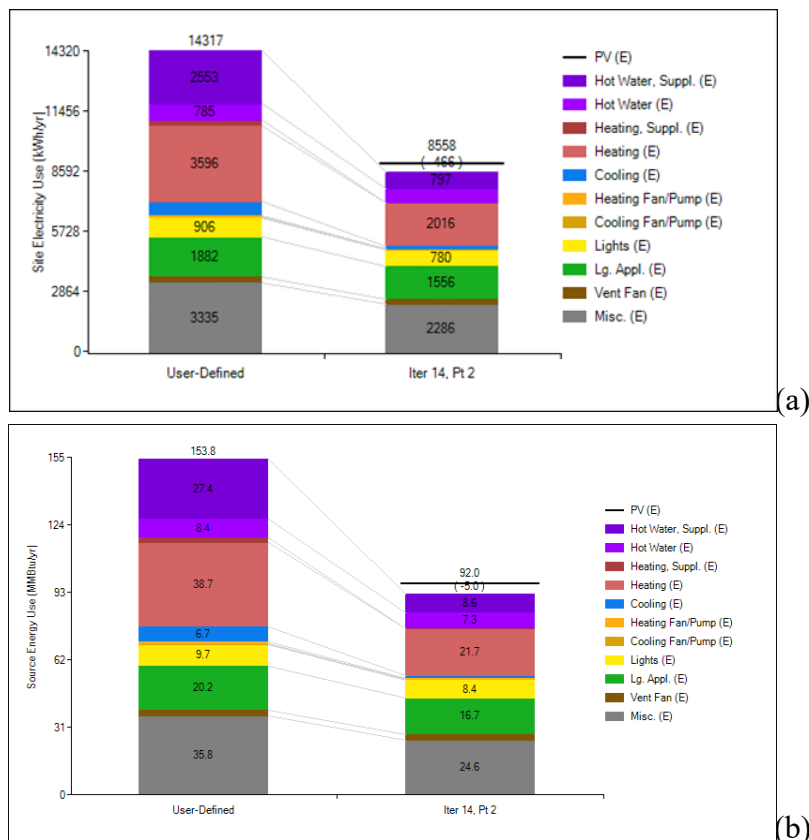 14320
11456
8592
5728
2864
0
Site Electricity Use [kWh/yr]
14317
2553
785
3596
906
1882
3335
8558
( -466)
797
2016
780
1556
2286
User-Defined
Iter 14, Pt 2
PV (E)
Hot Water, Suppl. (E)
Hot Water (E)
Heating, Suppl. (E)
Heating (E)
Cooling (E)
Heating Fan/Pump (E)
Cooling Fan/Pump (E)
Lights (E)
Lg. Appl. (E)
Vent Fan (E)
Misc. (E)
(a)
155
124
93
62
31
0
Source Energy Use [MMBtu/yr]
153.8
27.4
8.4
38.7
6.7
9.7
20.2
35.8
92.0
( -5.0)
8.6
7.3
21.7
8.4
16.7
24.6
User-Defined
Iter 14, Pt 2
PV (E)
Hot Water, Suppl. (E)
Hot Water (E)
Heating, Suppl. (E)
Heating (E)
Cooling (E)
Heating Fan/Pump (E)
Cooling Fan/Pump (E)
Lights (E)
Lg. Appl. (E)
Vent Fan (E)
Misc. (E)
(b)